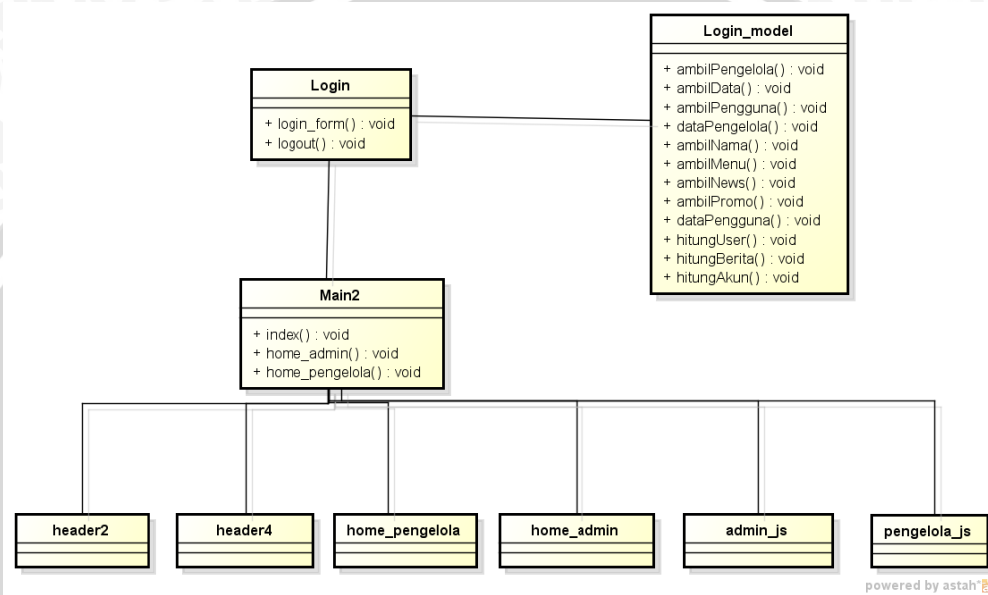 Login_model
+ ambilPengelola() : void
+ ambilData() : void
+ ambilPengguna() : void
+ dataPengelola() : void
+ ambilNama() : void
+ ambilMenu() : void
+ ambilNews() : void
+ ambilPromo() : void
+ dataPengguna() : void
+ hitungUser() : void
+ hitungBerita() : void
+ hitungAkun() : void
Login
+ login_form() : void
+ logout() : void
Main2
+ index() : void
+ home_admin() : void
+ home_pengelola() : void
header2
header4
home_pengelola
home_admin
admin_js
pengelola_js
powered by astah*